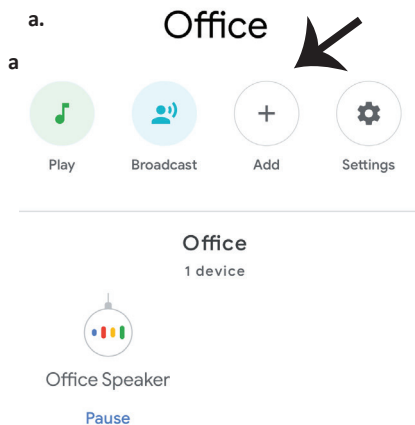 a.
Office
a
Play Broadcast Add Settings
Office
1 device
Office Speaker
Pause